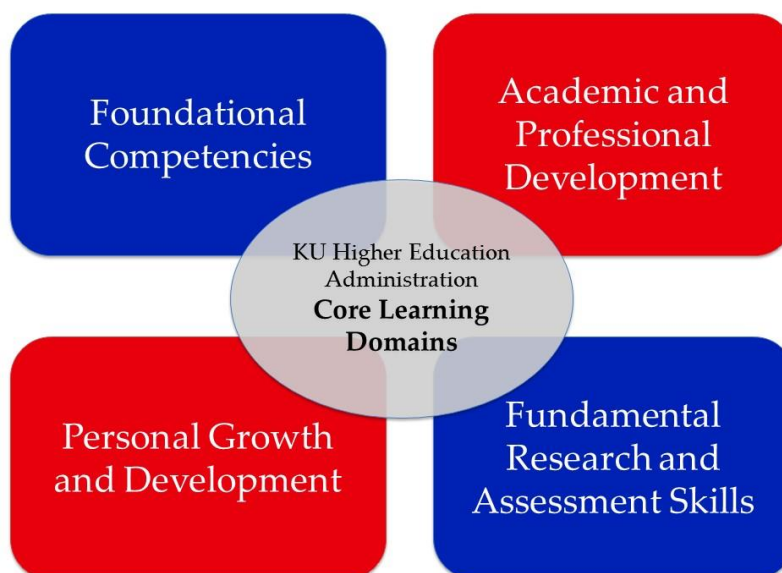 Foundational
Competencies
Academic and
Professional
Development
KU Higher Education
Administration
Core Learning
Domains
Personal Growth
and Development
Fundamental
Research and
Assessment Skills